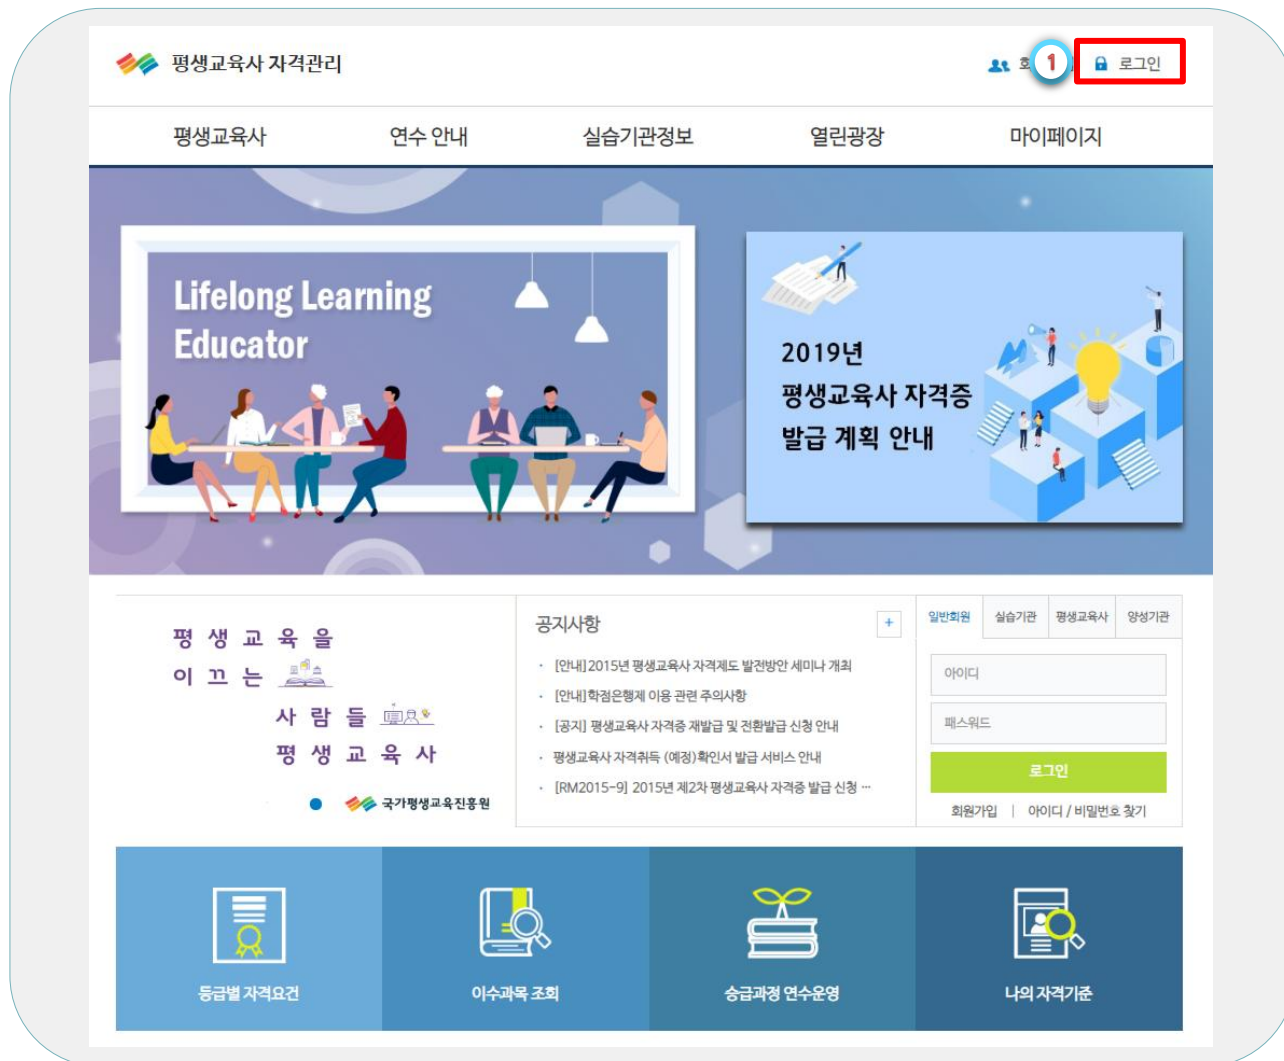 평생교육사 자격관리
1
로그인
평생교육사 연수 안내 실습기관정보 열린광장 마이페이지
Lifelong Learning
Educator
2019년
평생교육사 자격증
발급 계획 안내
평생교육을
이끄는
사람들
평생교육사
국가평생교육진흥원
공지사항 +
· [안내]2015년 평생교육사 자격제도 발전방안 세미나 개최
· [안내]학점은행제 이용 관련 주의사항
· [공지] 평생교육사 자격증 재발급 및 전환발급 신청 안내
· 평생교육사 자격취득 (예정)확인서 발급 서비스 안내
· [RM2015-9] 2015년 제2차 평생교육사 자격증 발급 신청 …
일반회원 실습기관 평생교육사 양성기관
아이디
패스워드
로그인
회원가입 | 아이디 / 비밀번호 찾기
등급별 자격요건 이수과목 조회 승급과정 연수운영 나의 자격기준